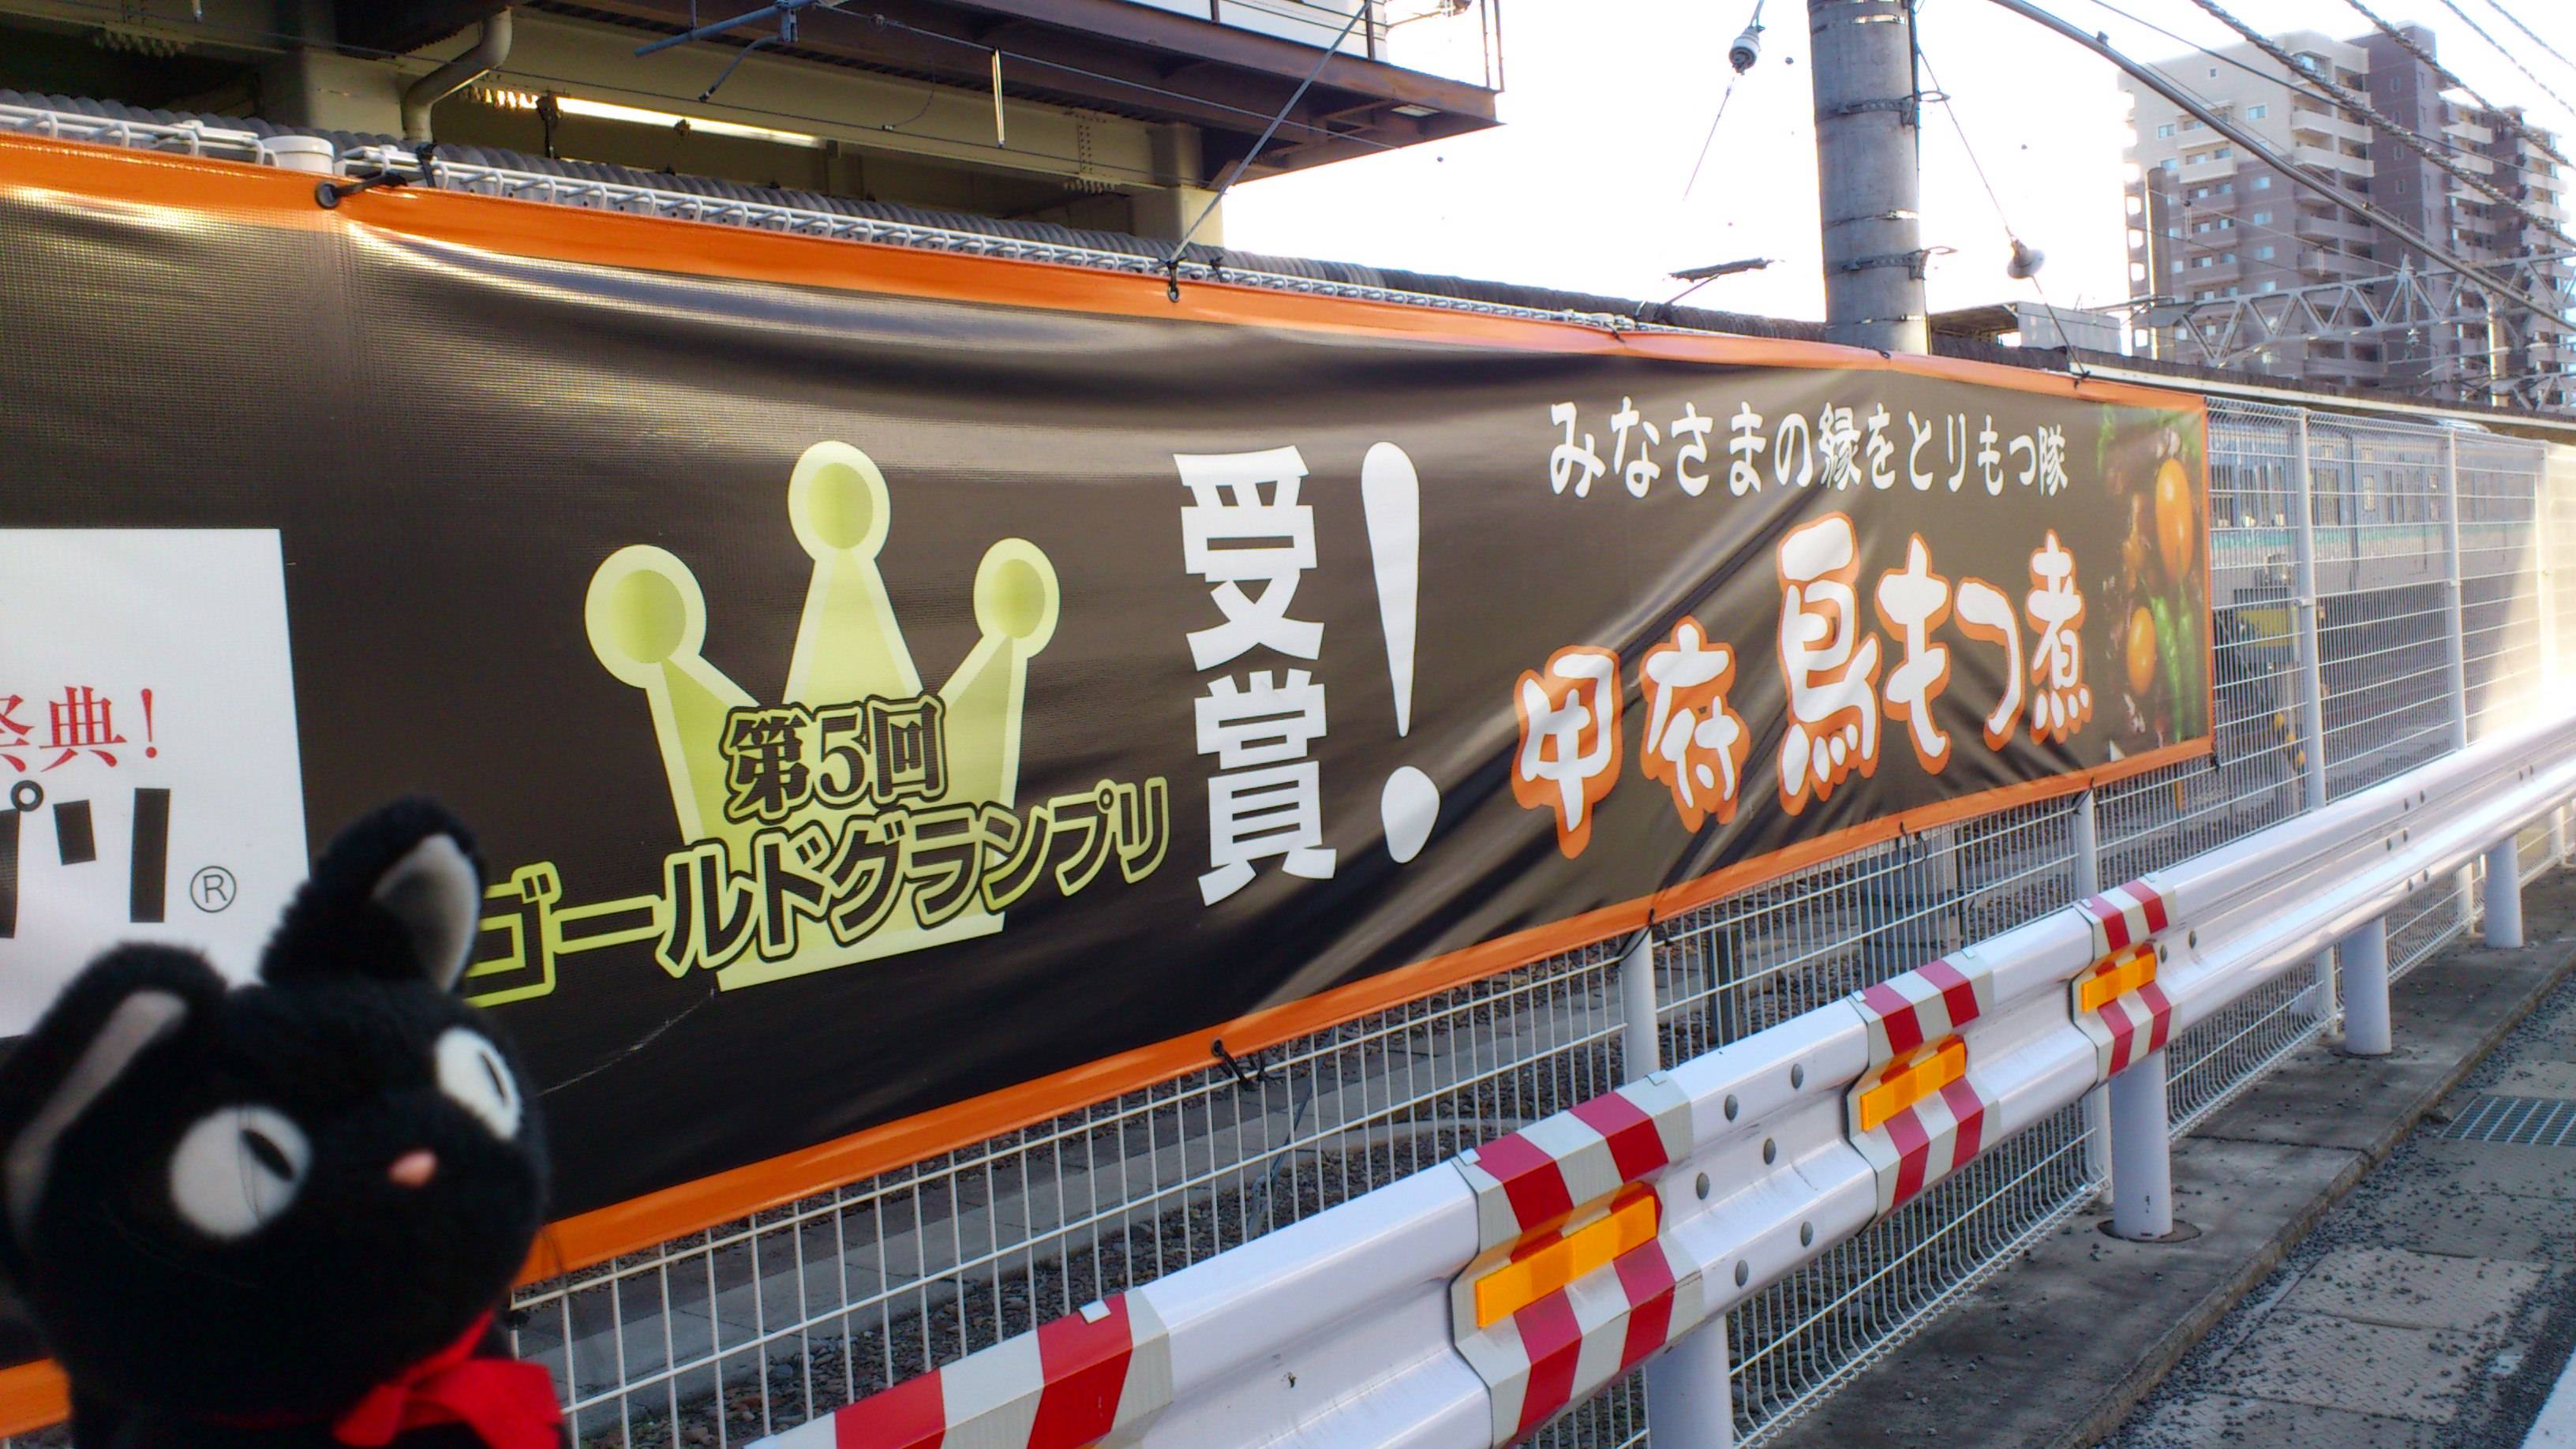 祭典!
プリ®
第5回
ゴールドグランプリ
受賞!
みなさまの縁をとりもつ隊
甲府鳥もつ煮